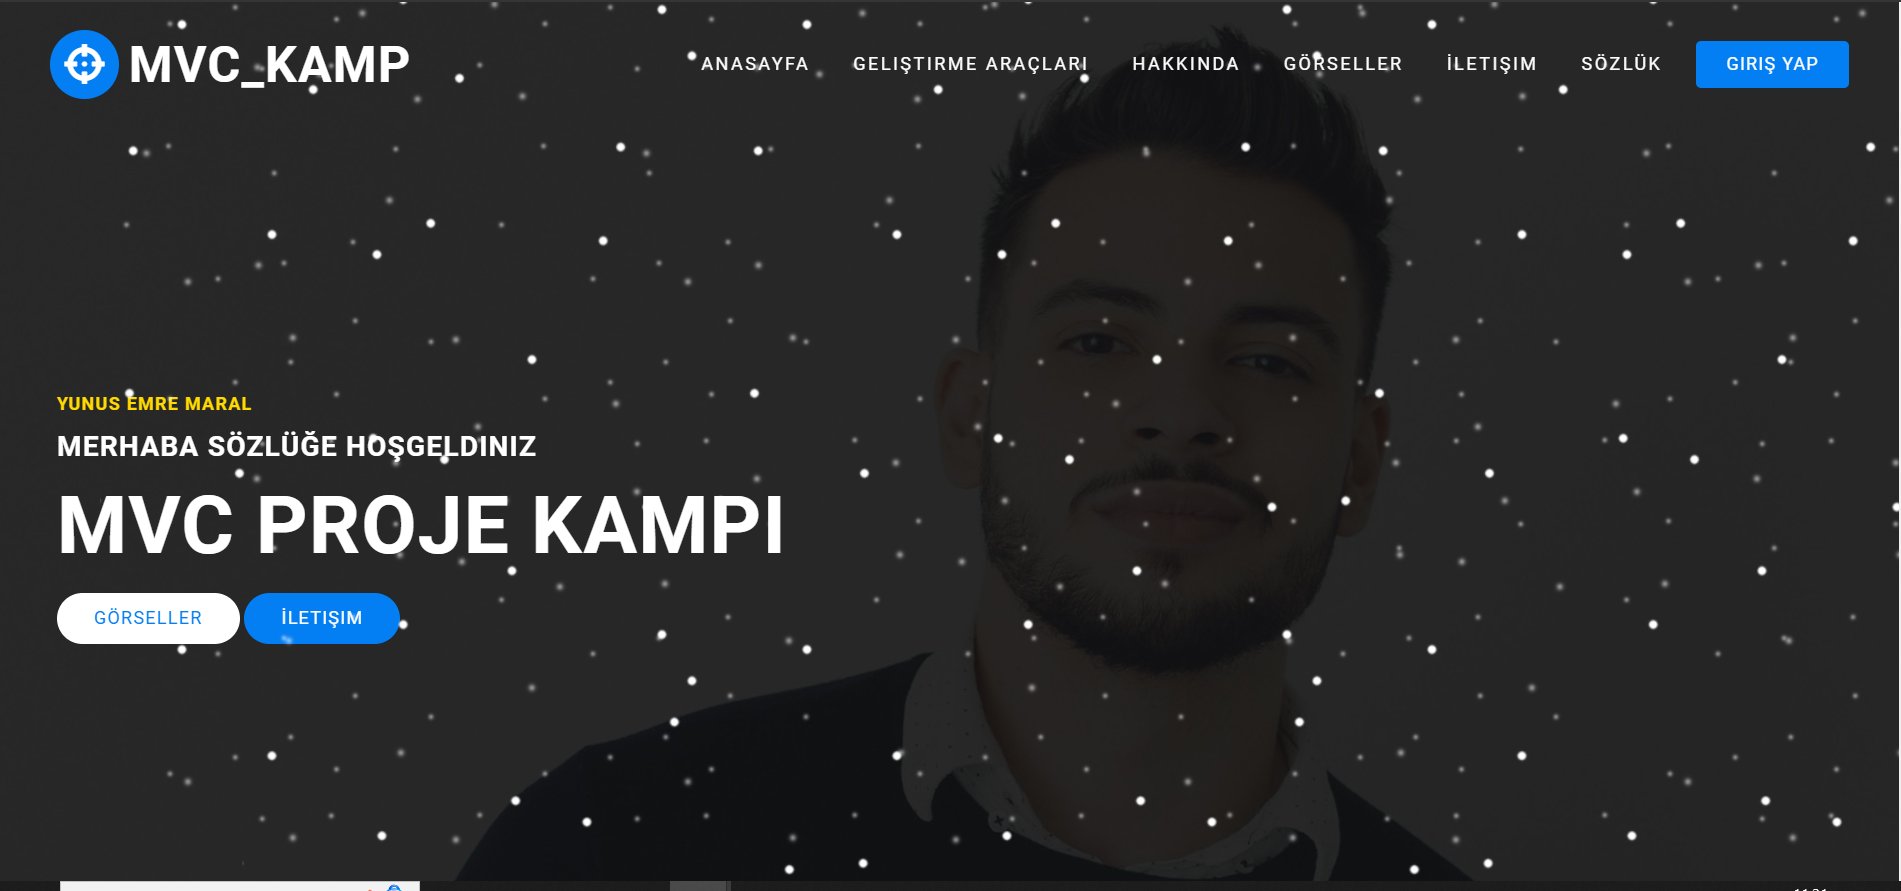 MVC_KAMP
ANASAYFA
GELIŞTIRME ARAÇLARI
HAKKINDA
GÖRSELLER
İLETIŞIM
SÖZLÜK
GIRIŞ YAP
YUNUS EMRE MARAL
MERHABA SÖZLÜĞE HOŞGELDINIZ
MVC PROJE KAMPI
GÖRSELLER
İLETIŞIM